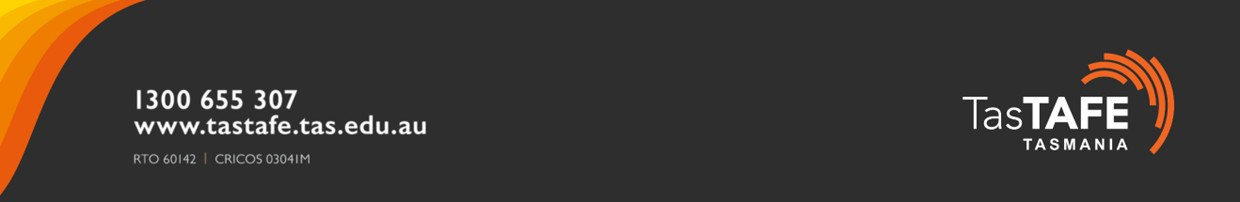 1300 655 307
www.tastafe.tas.edu.au
RTO 60142 | CRICOS 03041M
TasTAFE
TASMANIA